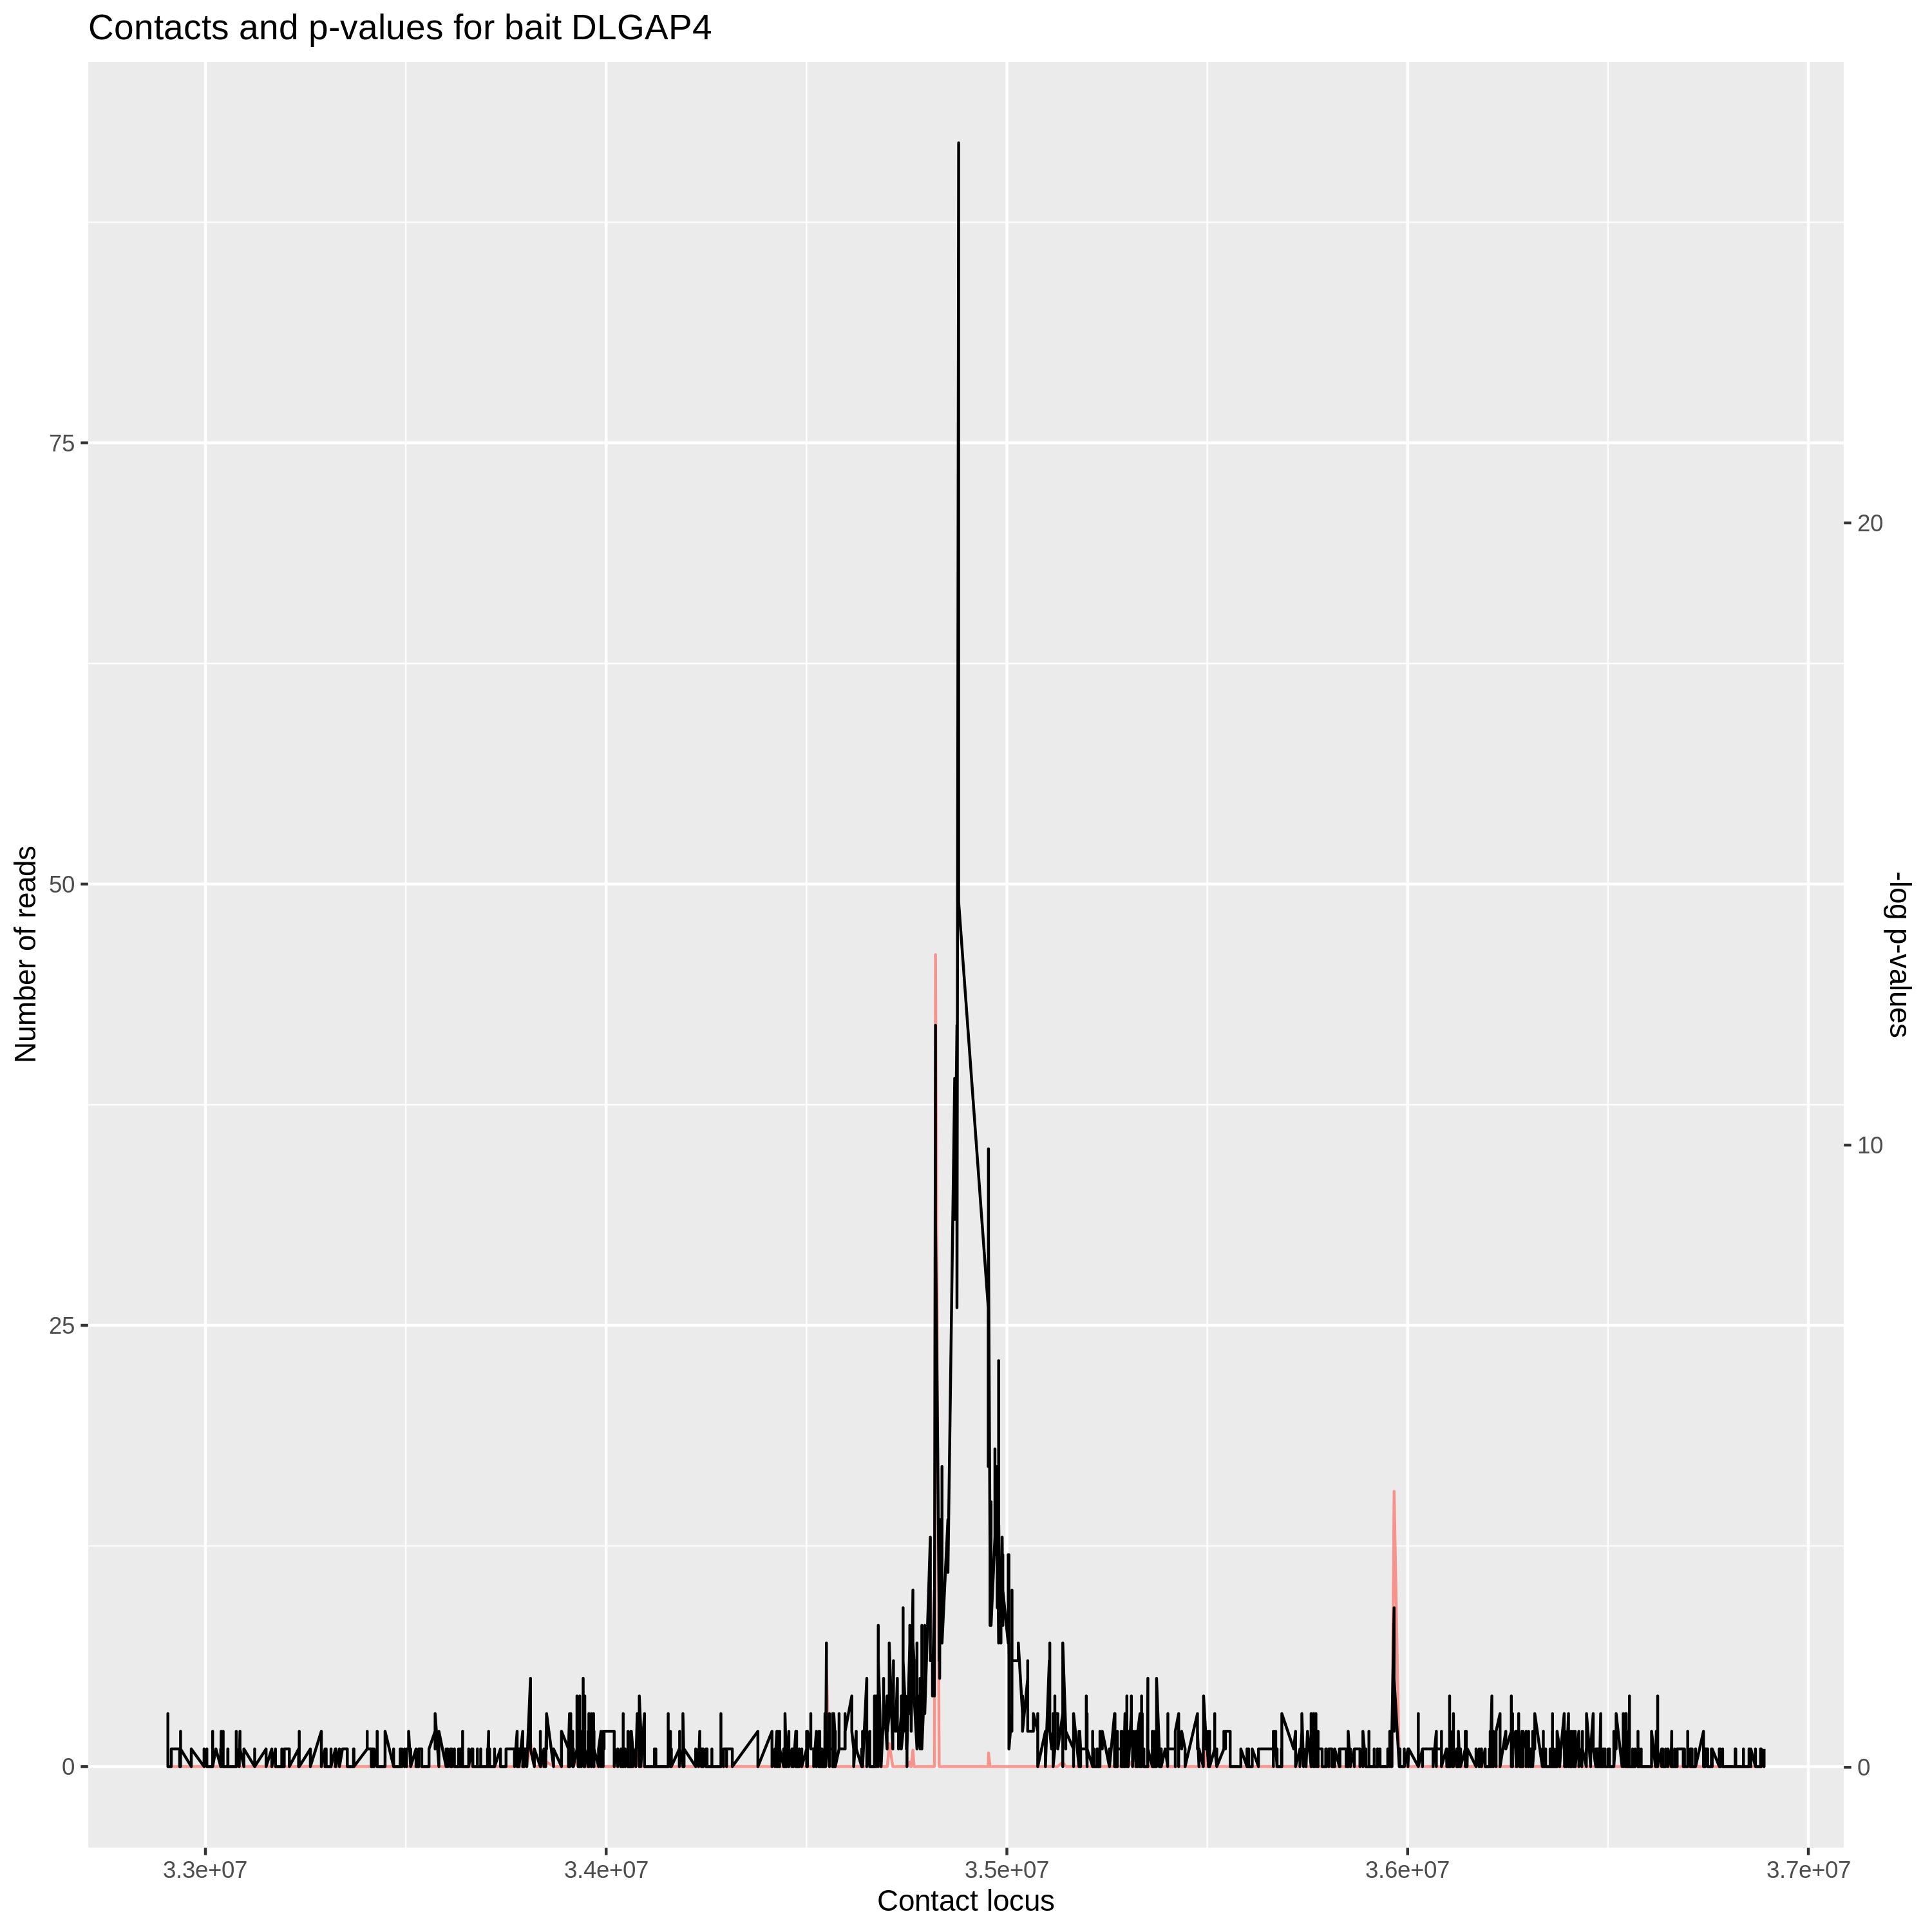 Contacts and p-values for bait DLGAP4
75
50
25
0
20
10
0
Number of reads
-log p-values
3.3e+07 3.4e+07 3.5e+07 3.6e+07 3.7e+07
Contact locus